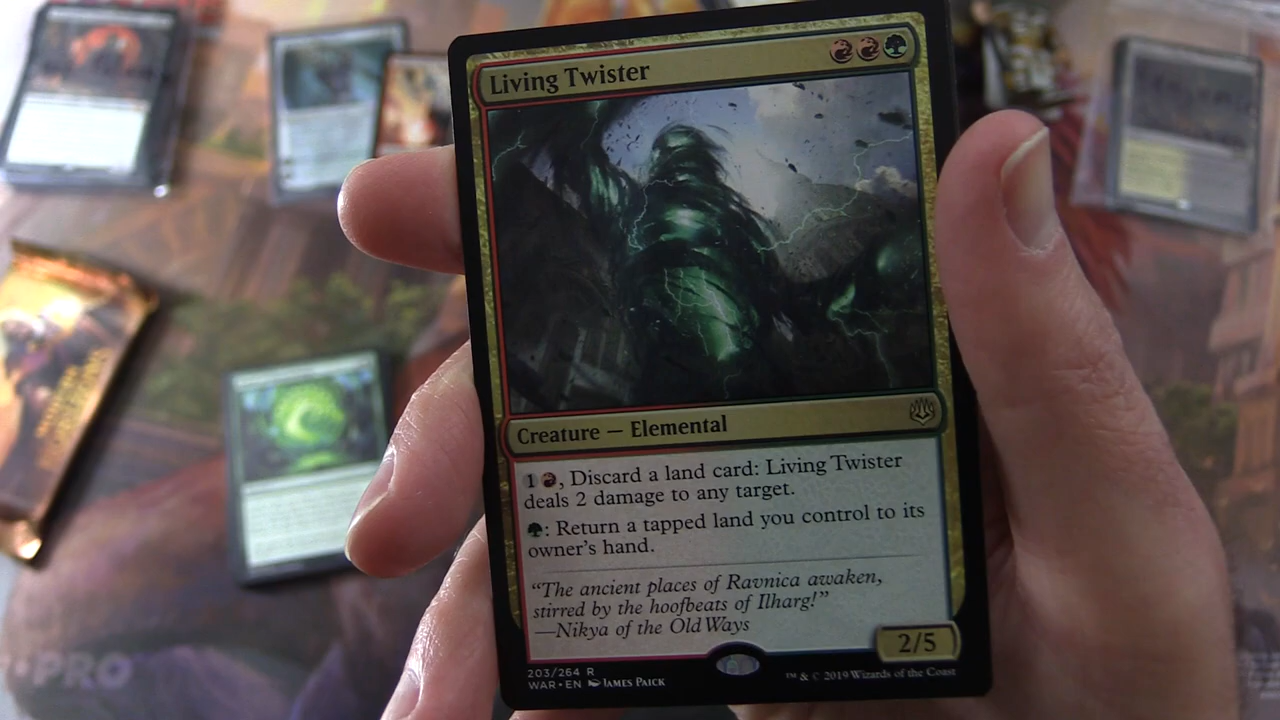 Living Twister
Creature — Elemental
1 , Discard a land card: Living Twister
deals 2 damage to any target.
: Return a tapped land you control to its
owner's hand.
"The ancient places of Ravnica awaken,
stirred by the hoofbeats of Ilharg!"
—Nikya of the Old Ways
2/5
203/264 R
WAR • EN JAMES PAICK
™ & © 2019 Wizards of the Coast
PRO